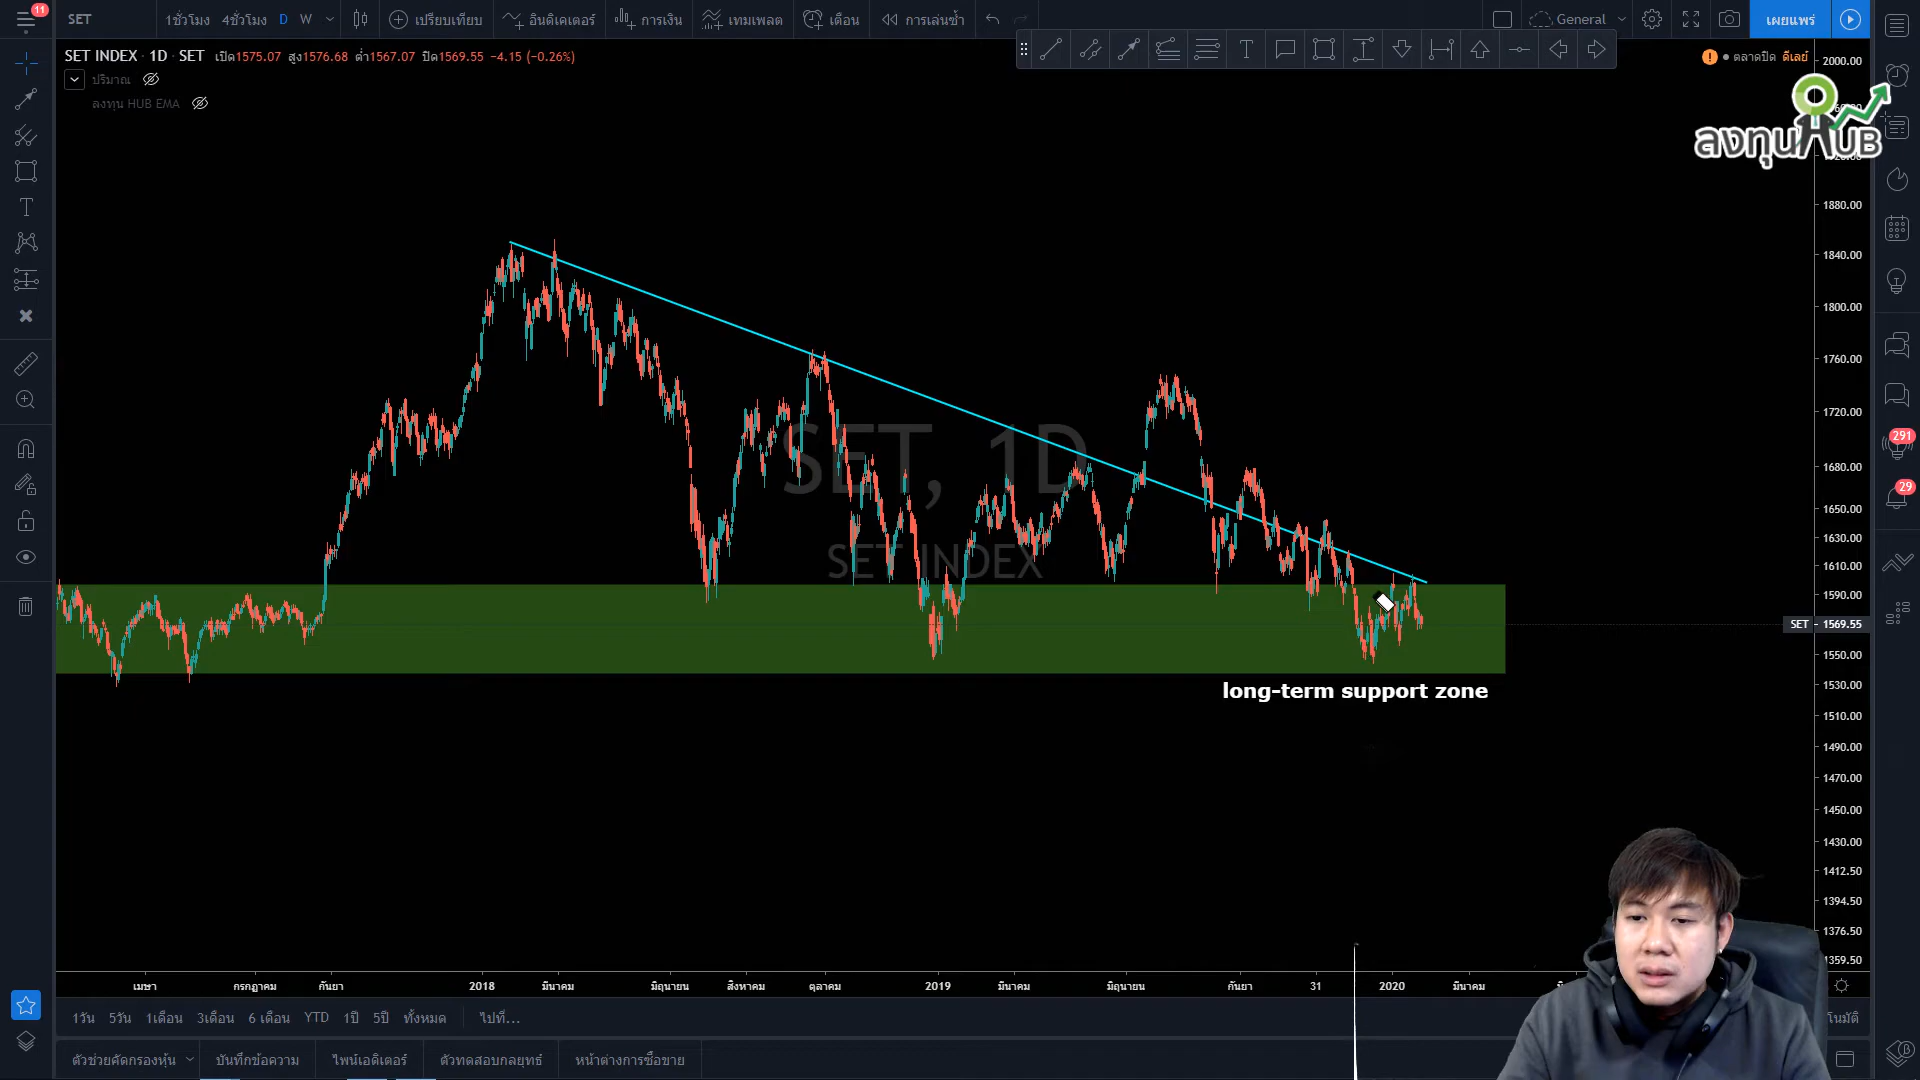 11
SET
1ชั่วโมง 4ชั่วโมง D W
เปรียบเทียบ
อินดิเคเตอร์
การเงิน
เทมเพลต
เตือน
การเล่นซ้ำ
General
เผยแพร่
SET INDEX · 1D · SET เปิด1575.07 สูง1576.68 ต่ำ1567.07 ปิด1569.55 −4.15 (−0.26%)
ปริมาณ
ลงทุน HUB EMA
ตลาดปิด ดีเลย์
ลงทุนHUB
2000.00
1880.00
1840.00
1800.00
1760.00
1720.00
1680.00
1650.00
1630.00
1610.00
1590.00
SET 1569.55
1550.00
1530.00
1510.00
1490.00
1470.00
1450.00
1430.00
1412.50
1394.50
1376.50
1359.50
291
29
SET, 1D
SET INDEX
long-term support zone
เมษา กรกฎาคม กันยา 2018 มีนาคม มิถุนายน สิงหาคม ตุลาคม 2019 มีนาคม มิถุนายน กันยา 31 2020 มีนาคม
1วัน 5วัน 1เดือน 3เดือน 6 เดือน YTD 1ปี 5ปี ทั้งหมด ไปที่...
ตัวช่วยคัดกรองหุ้น บันทึกข้อความ ไพน์เอดิเตอร์ ตัวทดสอบกลยุทธ์ หน้าต่างการซื้อขาย